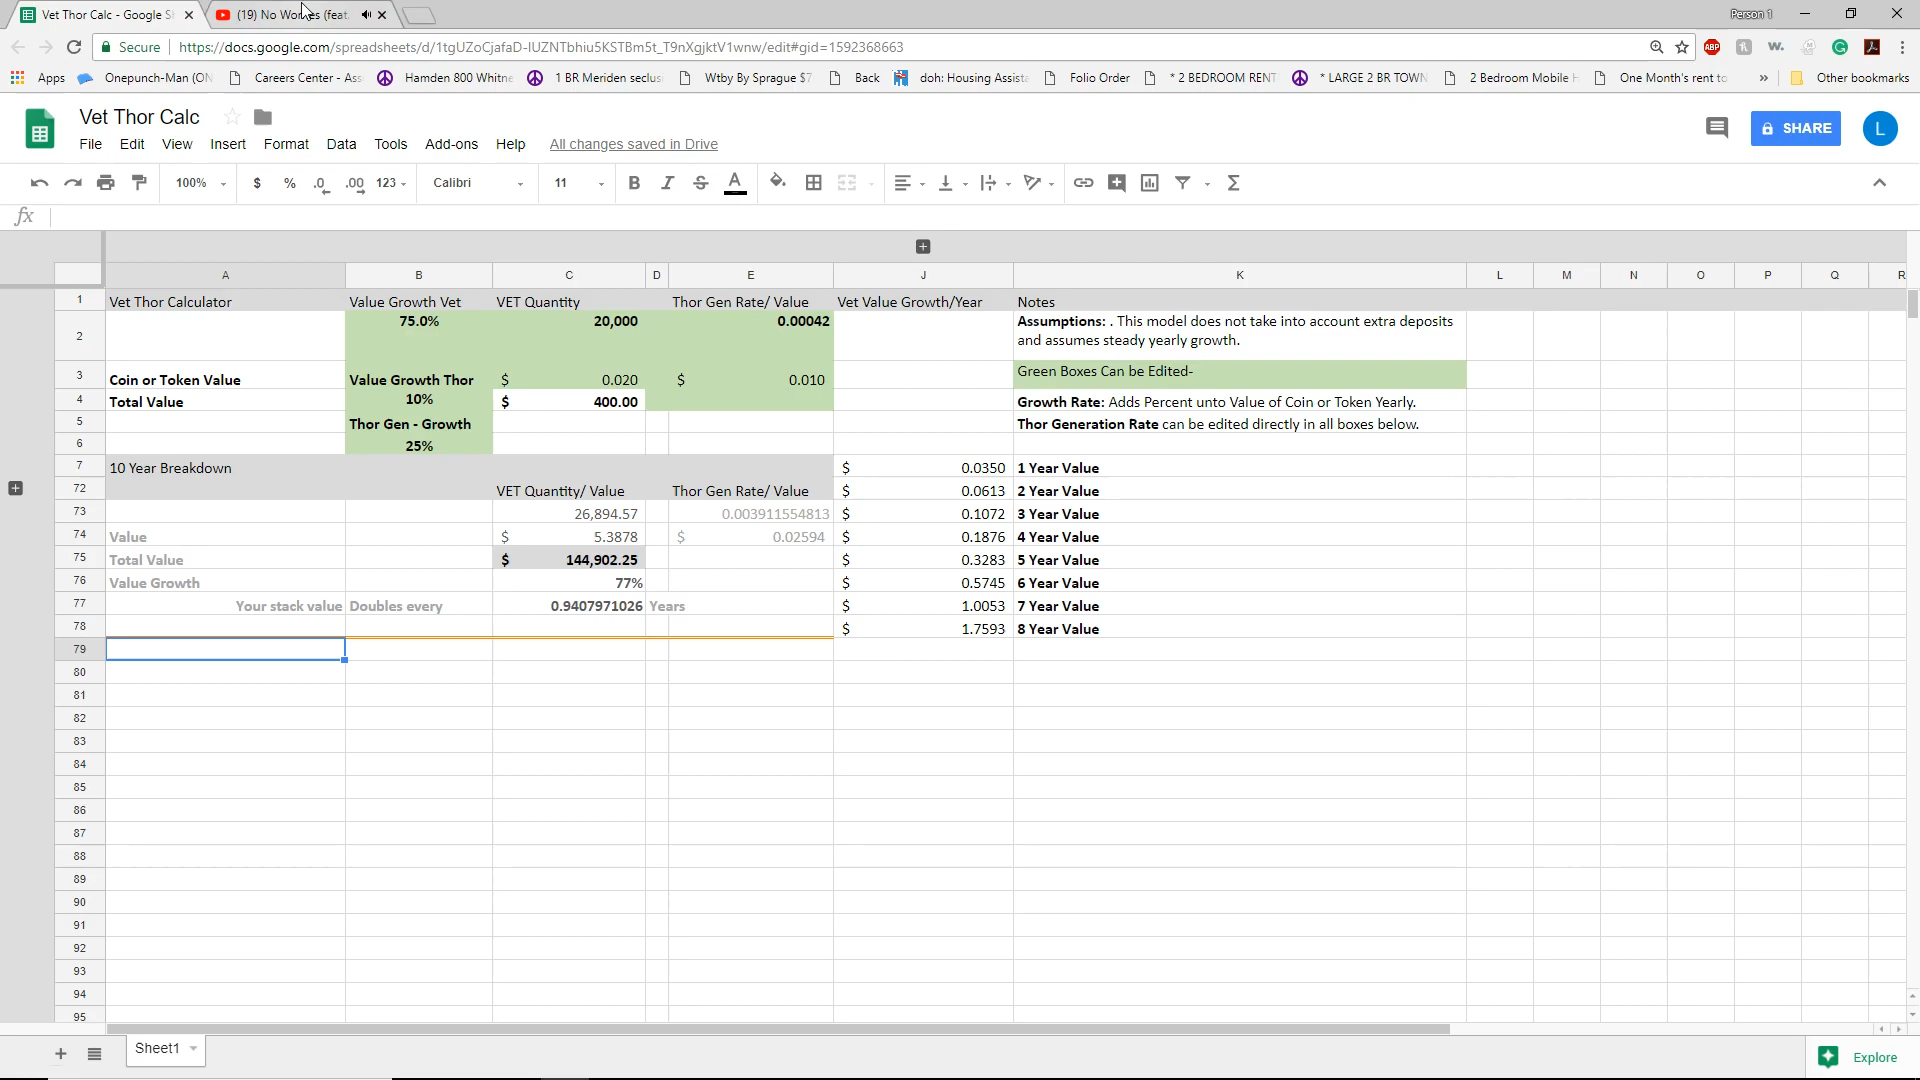 Vet Thor Calc - Google S
(19) No Wor es (feat.
Person 1
Secure
https://docs.google.com/spreadsheets/d/1tgUZoCjafaD-IUZNTbhiu5KSTBm5t_T9nXgjktV1wnw/edit#gid=1592368663
ABP
Apps Onepunch-Man (ON Careers Center - Ass Hamden 800 Whitne 1 BR Meriden seclus Wtby By Sprague $7 Back doh: Housing Assista Folio Order * 2 BEDROOM RENT * LARGE 2 BR TOWN 2 Bedroom Mobile H One Month's rent to » Other bookmarks
Vet Thor Calc
SHARE
L
File Edit View Insert Format Data Tools Add-ons Help All changes saved in Drive
100% $ % .0 .00 123 Calibri 11 B I S A Σ
fx
A B C D E J K L M N O P Q R
1 Vet Thor Calculator Value Growth Vet VET Quantity Thor Gen Rate/ Value Vet Value Growth/Year Notes
2 75.0% 20,000 0.00042 Assumptions: . This model does not take into account extra deposits
and assumes steady yearly growth.
3 Coin or Token Value Value Growth Thor $ 0.020 $ 0.010 Green Boxes Can be Edited-
4 Total Value 10% $ 400.00 Growth Rate: Adds Percent unto Value of Coin or Token Yearly.
5 Thor Gen - Growth Thor Generation Rate can be edited directly in all boxes below.
6 25%
7 10 Year Breakdown $ 0.0350 1 Year Value
72 VET Quantity/ Value Thor Gen Rate/ Value $ 0.0613 2 Year Value
73 26,894.57 0.003911554813 $ 0.1072 3 Year Value
74 Value $ 5.3878 $ 0.02594 $ 0.1876 4 Year Value
75 Total Value $ 144,902.25 $ 0.3283 5 Year Value
76 Value Growth 77% $ 0.5745 6 Year Value
77 Your stack value Doubles every 0.9407971026 Years $ 1.0053 7 Year Value
78 $ 1.7593 8 Year Value
79
80
81
82
83
84
85
86
87
88
89
90
91
92
93
94
95
Sheet1
Explore